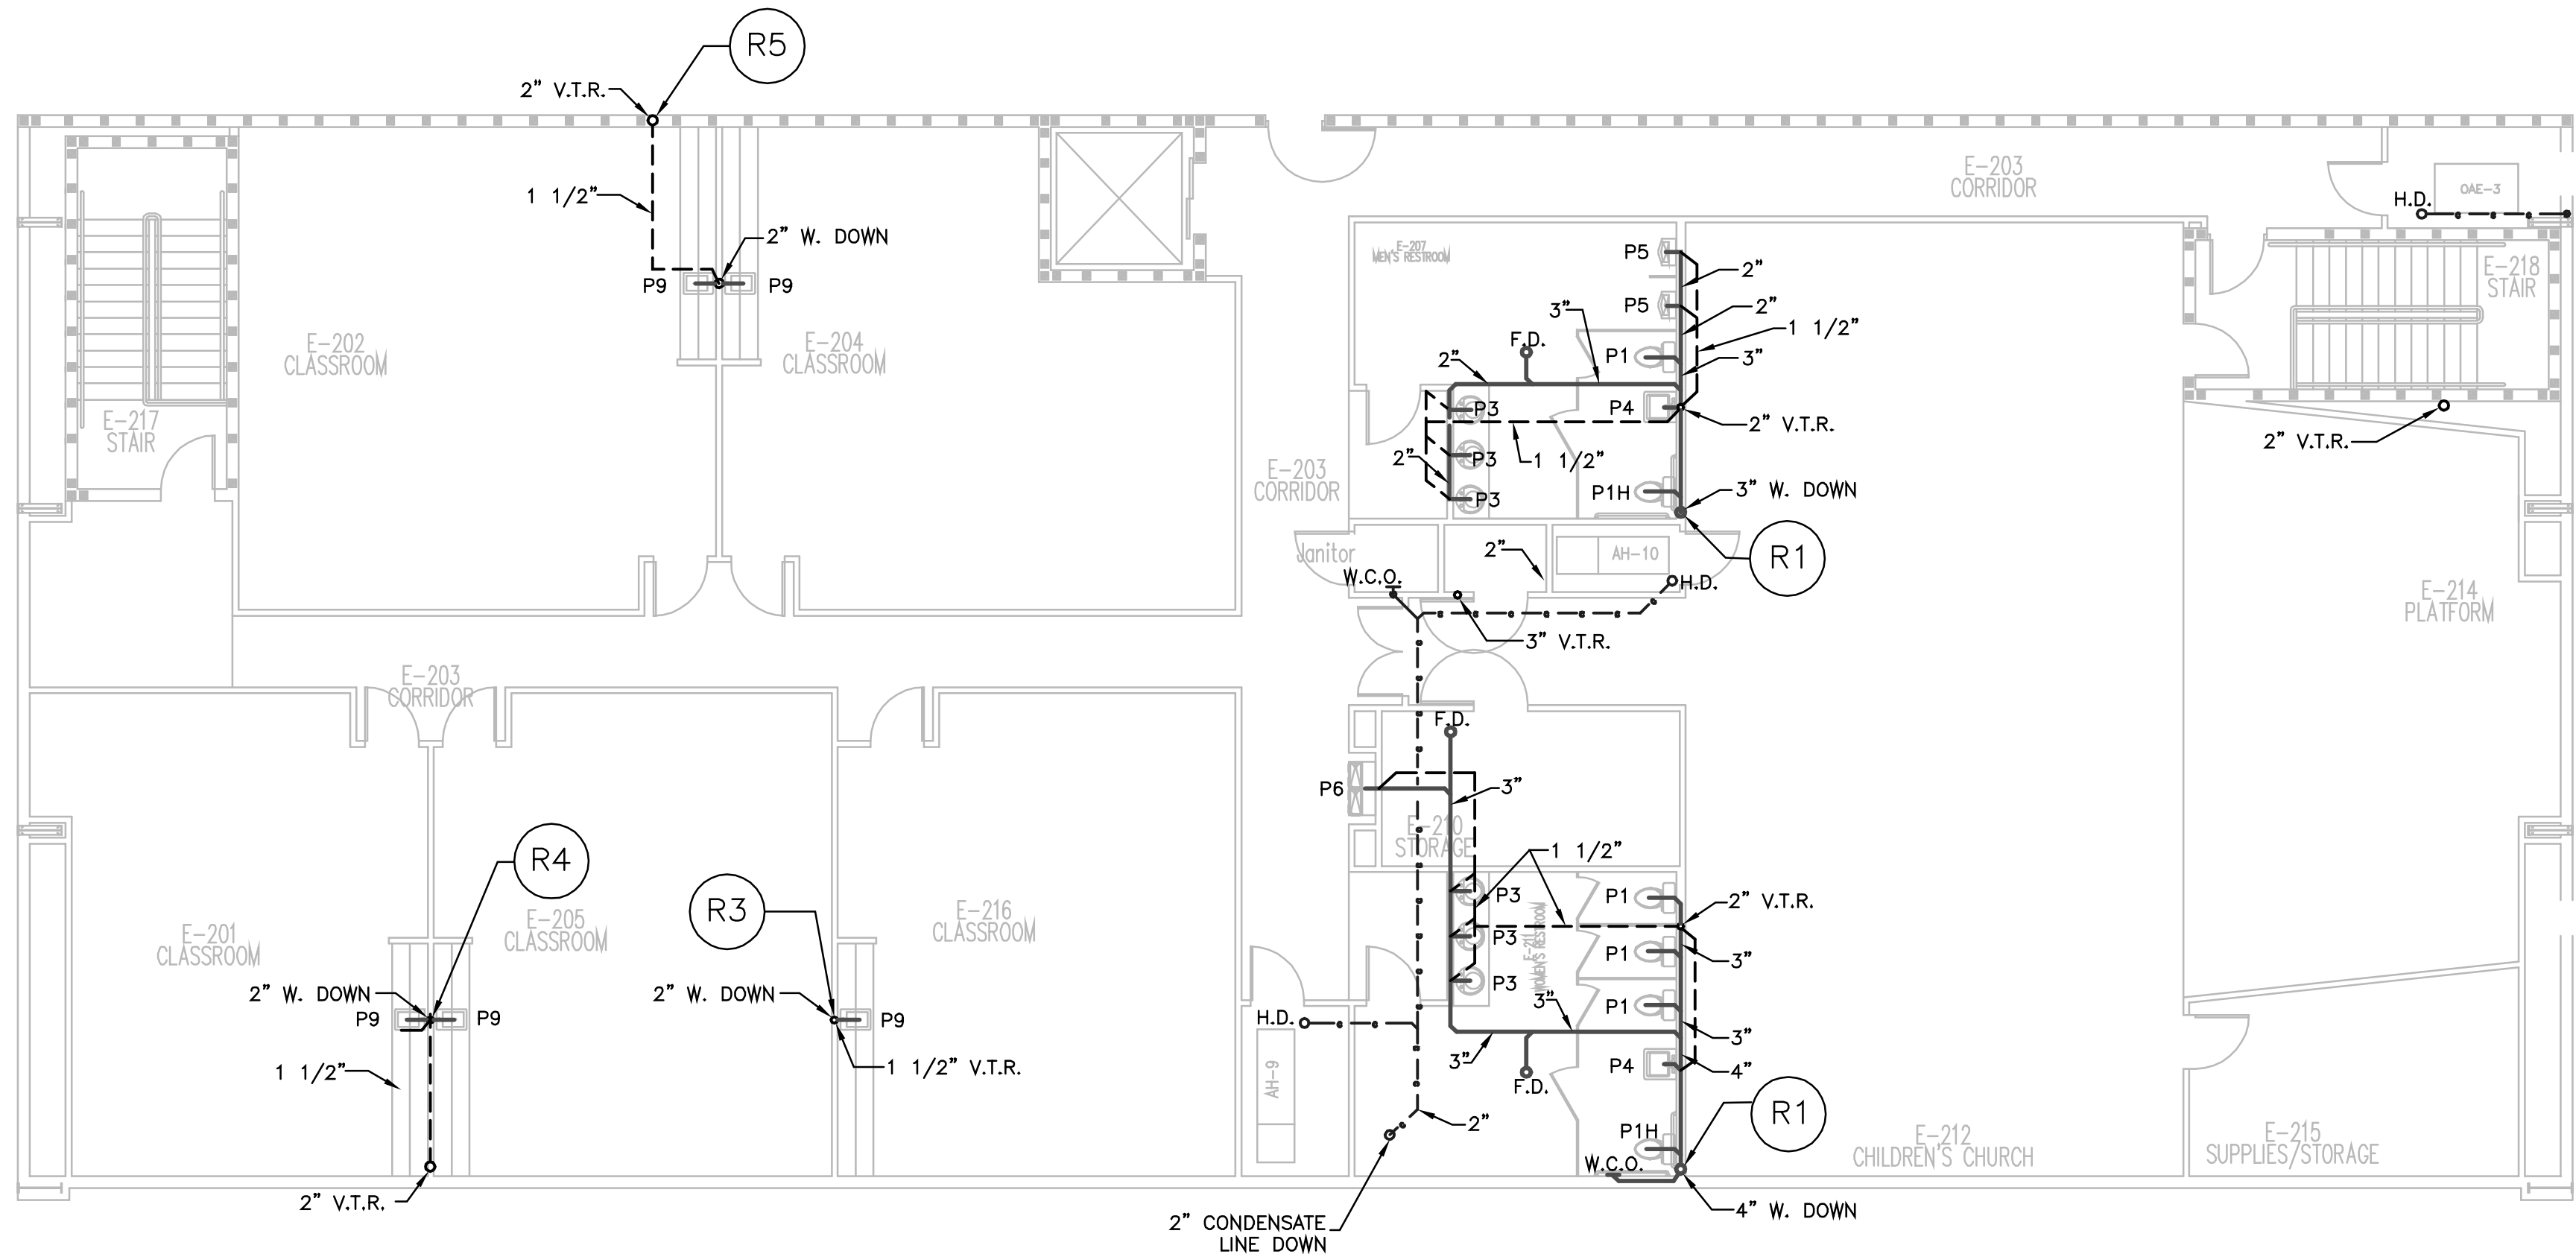 R5
2" V.T.R.
E-203
CORRIDOR
OAE-3
H.D.
1 1/2"
2" W. DOWN
P9
P9
E-207
MEN'S RESTROOM
P5
2"
E-218
STAIR
P5
2"
3"
1 1/2"
F.D.
P1
3"
2"
E-202
CLASSROOM
E-204
CLASSROOM
P3
P4
2" V.T.R.
E-217
STAIR
2" V.T.R.
P3
2"
1 1/2"
E-203
CORRIDOR
P3
P1H
3" W. DOWN
R1
Janitor
2"
AH-10
W.C.O.
H.D.
E-214
PLATFORM
3" V.T.R.
E-203
CORRIDOR
F.D.
P6
3"
E-210
STORAGE
1 1/2"
R4
R3
P3
P1
2" V.T.R.
E-201
CLASSROOM
E-205
CLASSROOM
E-216
CLASSROOM
P3
E-211
WOMEN'S RESTROOM
P1
3"
P3
P1
2" W. DOWN
P9
P9
2" W. DOWN
P9
3"
H.D.
3"
3"
1 1/2"
1 1/2" V.T.R.
AH-9
F.D.
P4
4"
R1
2"
P1H
W.C.O.
E-212
CHILDREN'S CHURCH
E-215
SUPPLIES/STORAGE
2" V.T.R.
4" W. DOWN
2" CONDENSATE
LINE DOWN